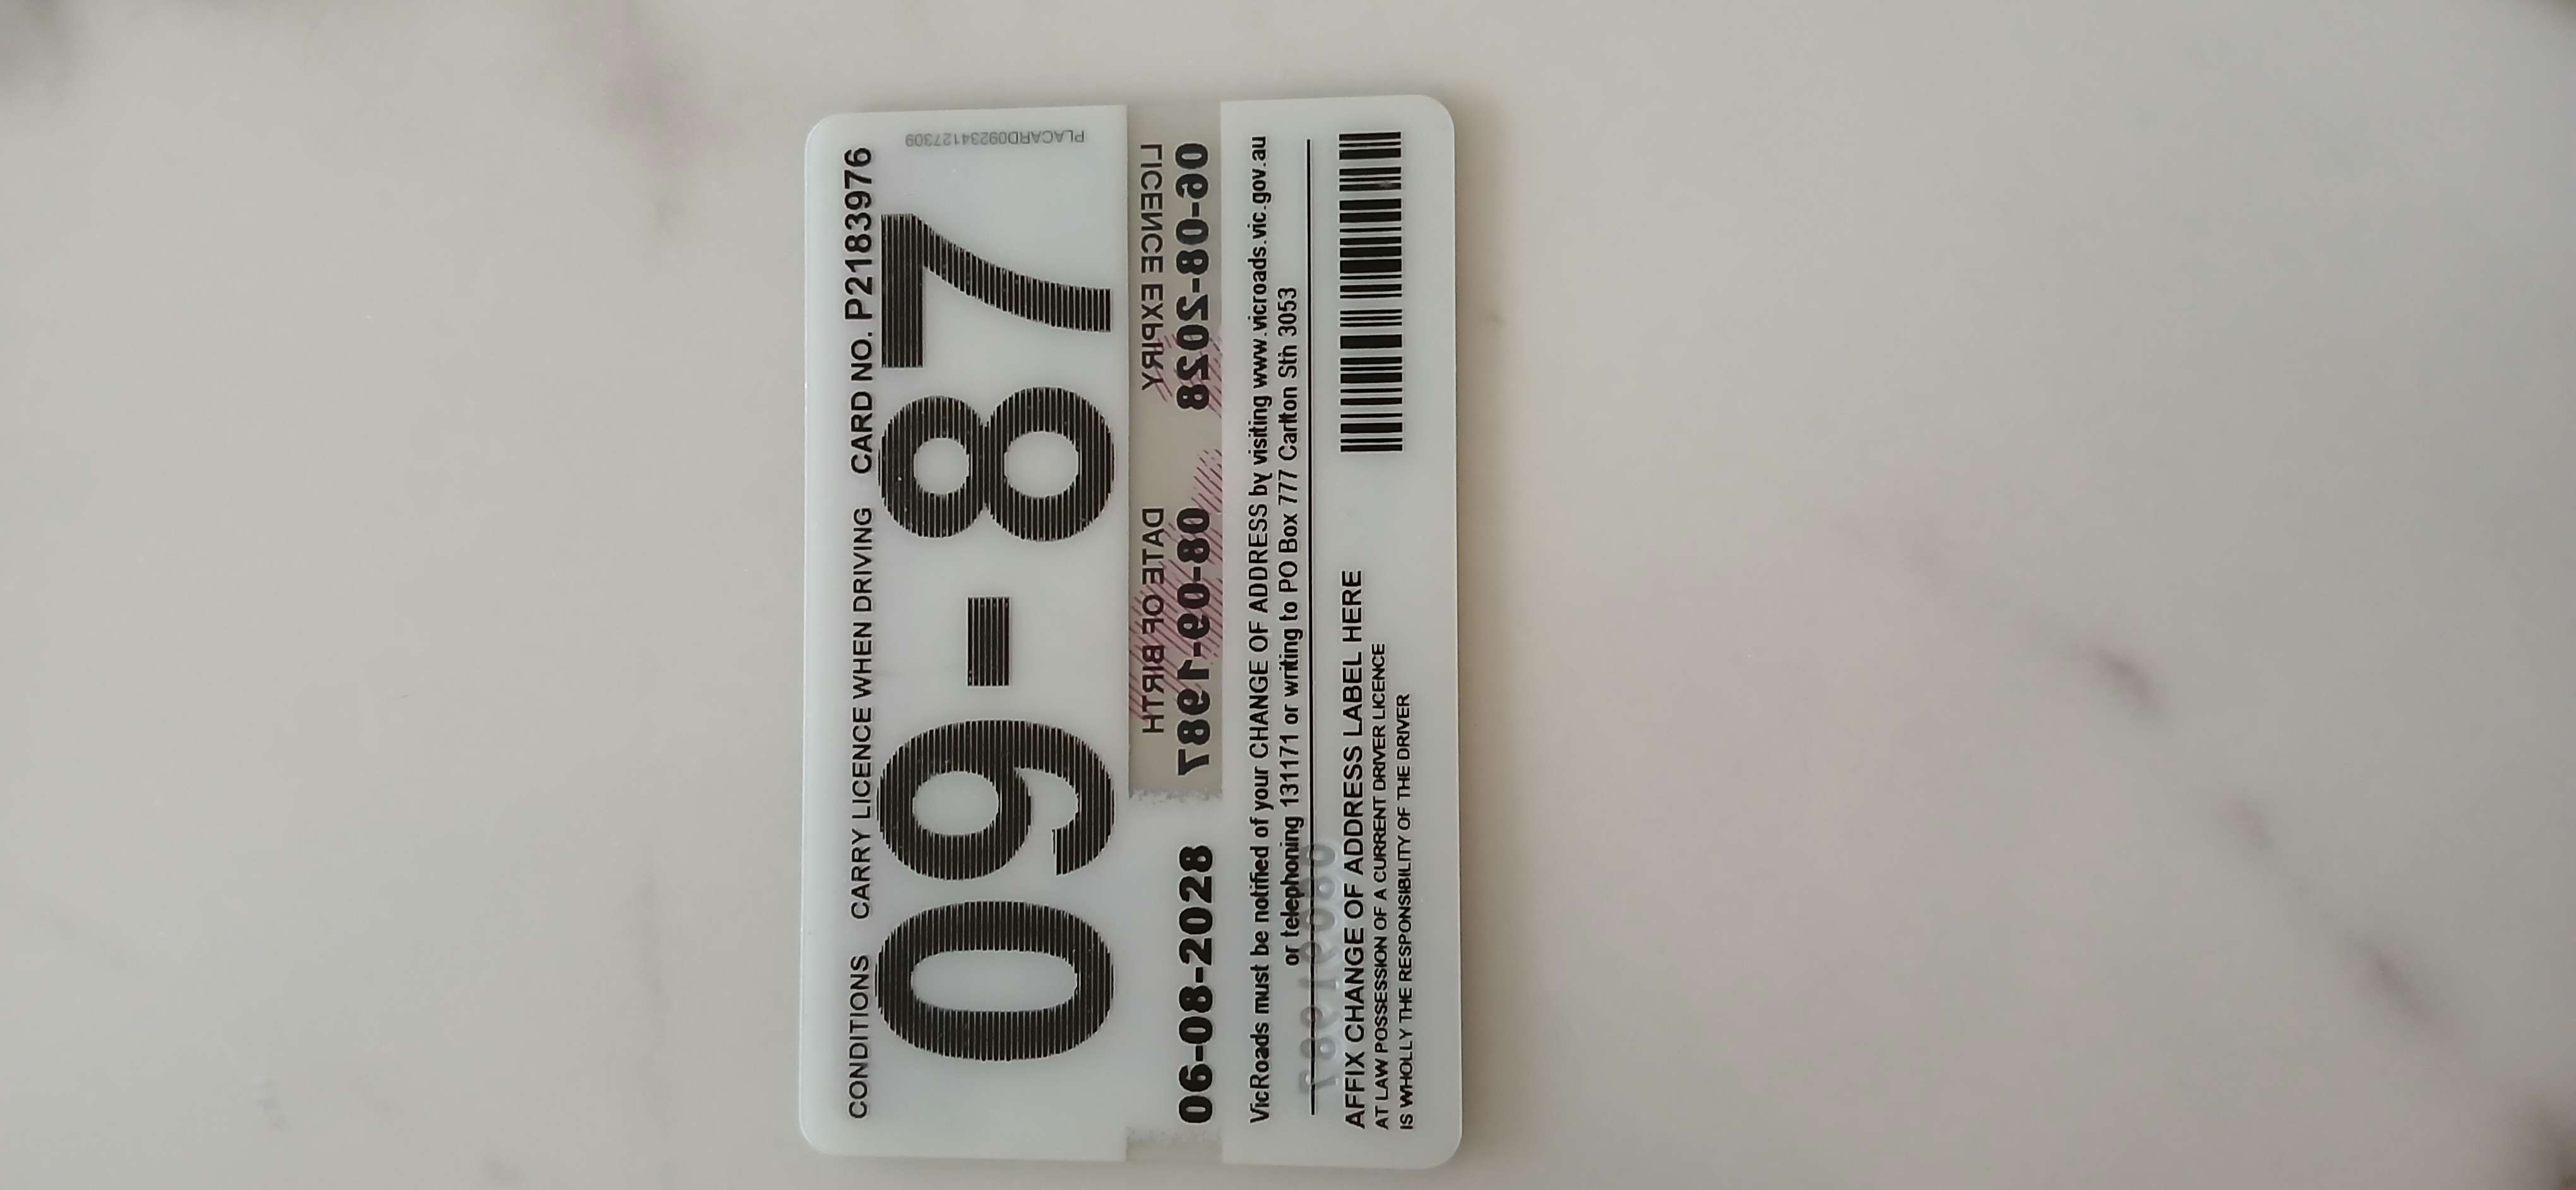 CONDITIONS CARRY LICENCE WHEN DRIVING CARD NO. P2183976
PLACARD09234127309
09-87
DATE OF BIRTH LICENCE EXPIRY
06-08-2028 08-09-1987 06-08-2028
VicRoads must be notified of your CHANGE OF ADDRESS by visiting www.vicroads.vic.gov.au
or telephoning 131171 or writing to PO Box 777 Carlton Sth 3053
08091987
AFFIX CHANGE OF ADDRESS LABEL HERE
AT LAW POSSESSION OF A CURRENT DRIVER LICENCE
IS WHOLLY THE RESPONSIBILITY OF THE DRIVER